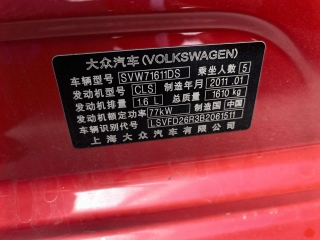 大众汽车(VOLKSWAGEN)
车辆型号 SVW71611DS 乘坐人数 5
发动机型号 CLS 制造年月 2011.01
发动机排量 1.6 L 总质量 1610 kg
发动机额定功率 77kW 制造国 中国
车辆识别代号 LSVFD26R3B2061511
上海大众汽车有限公司